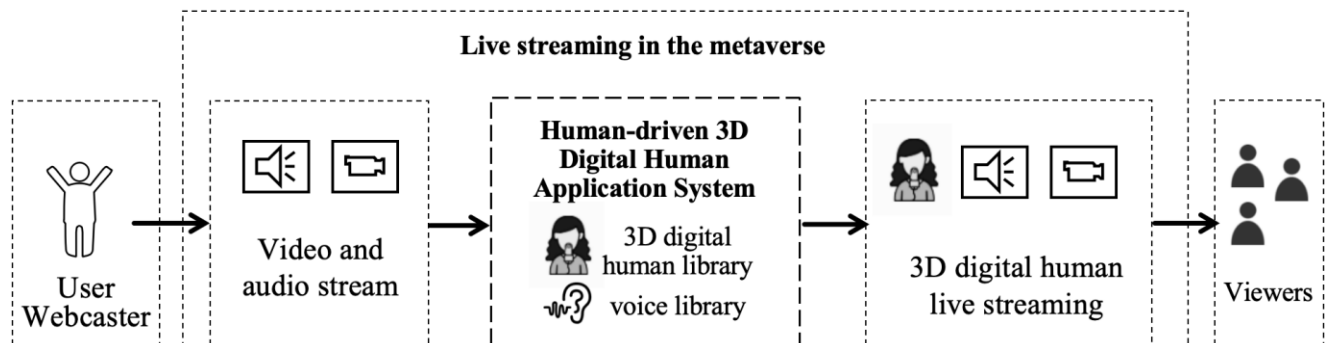 Live streaming in the metaverse
User
Webcaster
Video and
audio stream
Human-driven 3D
Digital Human
Application System
3D digital
human library
voice library
3D digital human
live streaming
Viewers